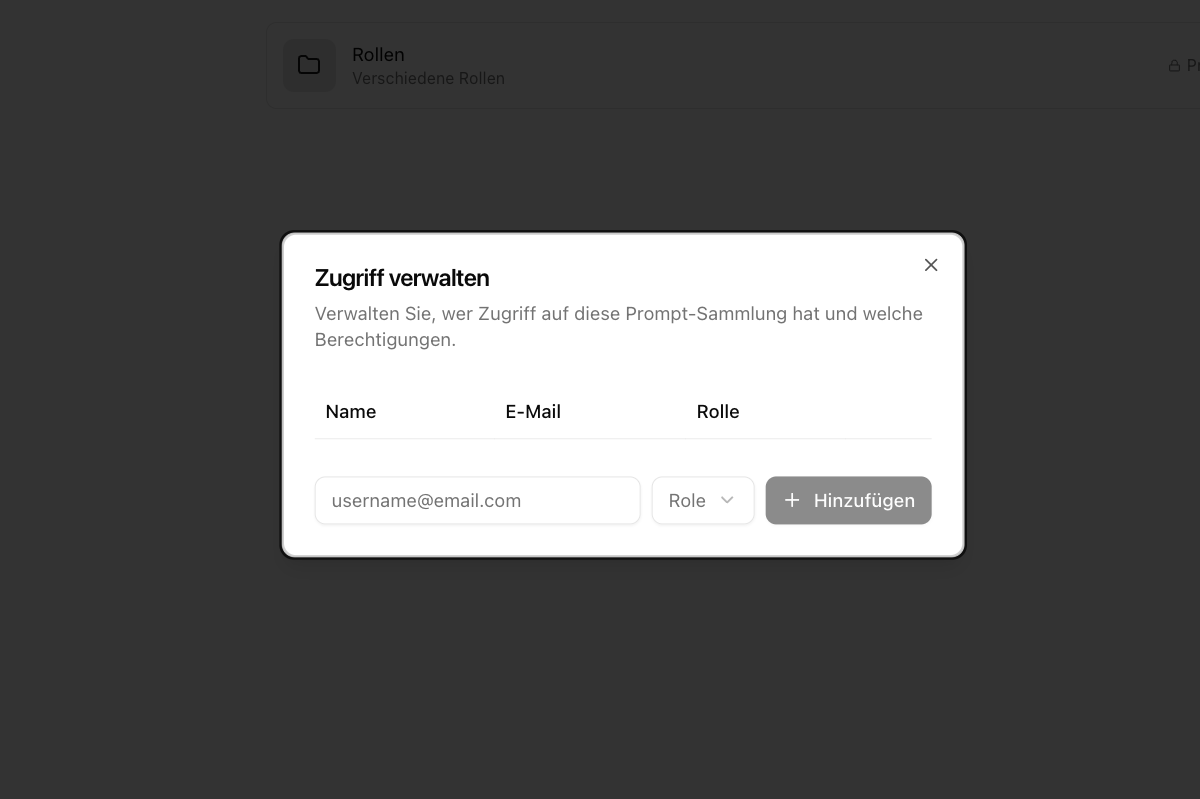 Rollen
Verschiedene Rollen
Zugriff verwalten
Verwalten Sie, wer Zugriff auf diese Prompt-Sammlung hat und welche
Berechtigungen.
Name E-Mail Rolle
username@email.com Role Hinzufügen